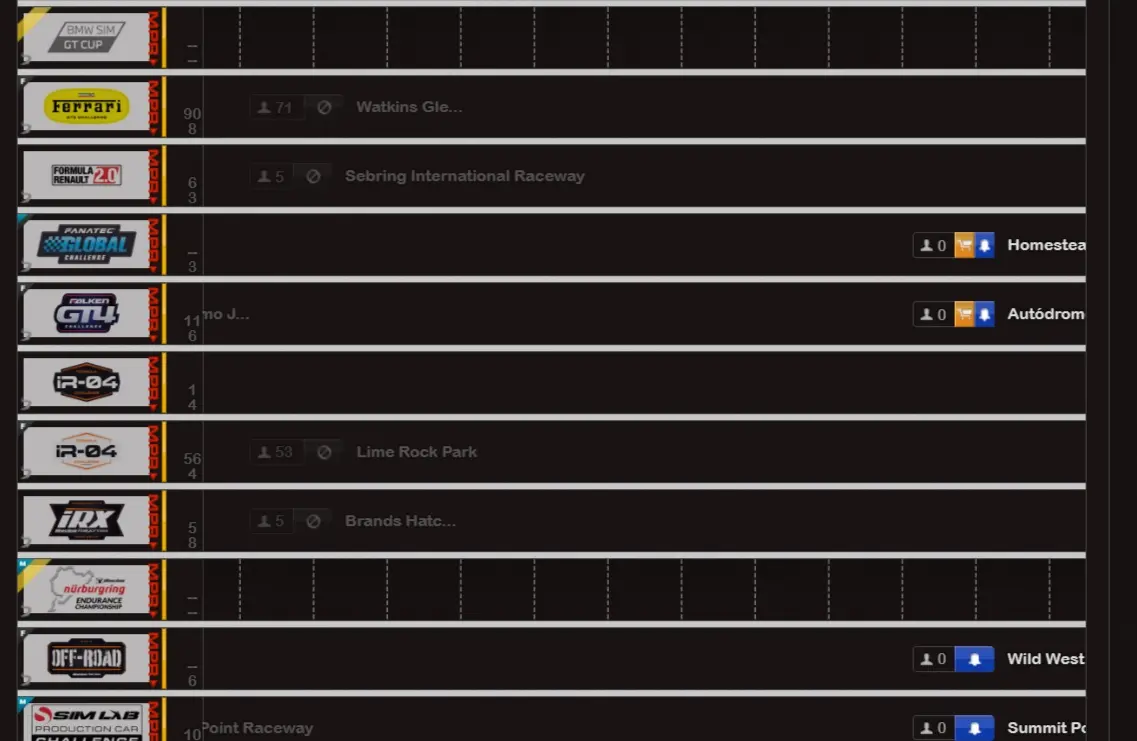 BMW SIM
GT CUP
--
--
F
Ferrari
71
Watkins Gle...
90
8
FORMULA
RENAULT 2.0
5
Sebring International Raceway
6
3
FANATEC
GLOBAL
CHALLENGE
0
Homestea
--
3
F
FALKEN
GT4
CHALLENGE
mo J...
0
Autódrom
11
6
iR-04
1
4
F
iR-04
53
Lime Rock Park
56
4
iRX
5
Brands Hatc...
5
8
M
nürburgring
ENDURANCE
CHAMPIONSHIP
--
--
F
OFF-ROAD
0
Wild West
--
6
M
SIM LAB
PRODUCTION CAR
CHALLENGE
10
Point Raceway
0
Summit Po